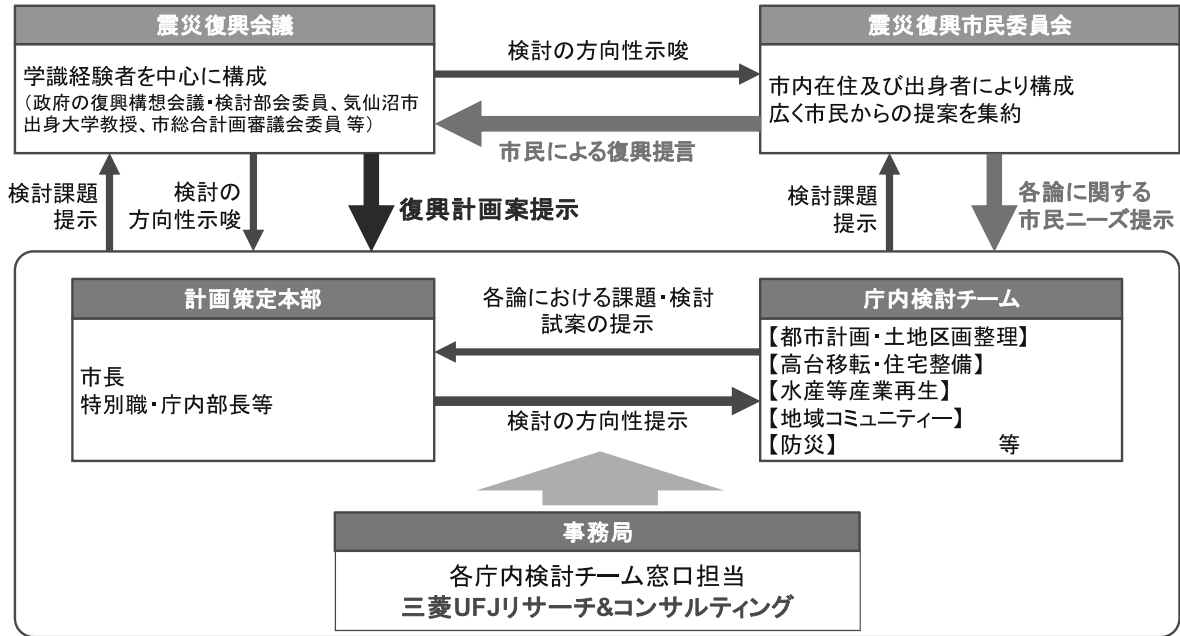 震災復興会議
学識経験者を中心に構成
（政府の復興構想会議・検討部会委員、気仙沼市
出身大学教授、市総合計画審議会委員 等）
検討の方向性示唆
市民による復興提言
震災復興市民委員会
市内在住及び出身者により構成
広く市民からの提案を集約
検討課題
提示
検討の
方向性示唆
復興計画案提示
検討課題
提示
各論に関する
市民ニーズ提示
計画策定本部
市長
特別職・庁内部長等
各論における課題・検討
試案の提示
検討の方向性提示
庁内検討チーム
【都市計画・土地区画整理】
【高台移転・住宅整備】
【水産等産業再生】
【地域コミュニティー】
【防災】 等
事務局
各庁内検討チーム窓口担当
三菱UFJリサーチ&コンサルティング